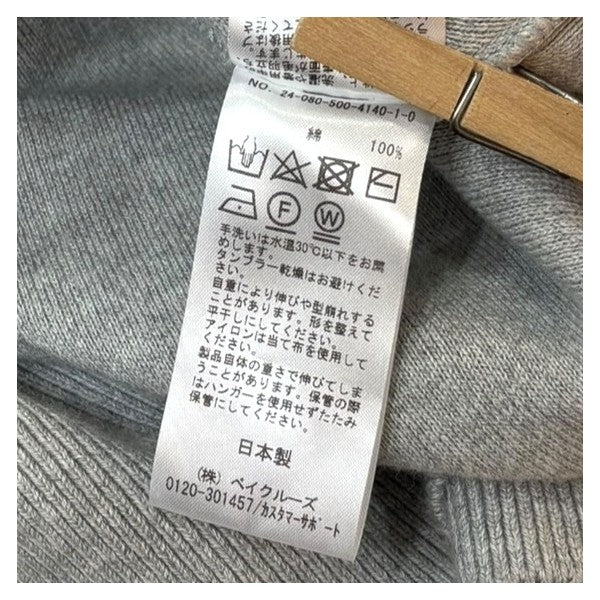 NO. 24-080-500-4140-1-0
綿 100%
F W
手洗いは水温30℃以下をお薦
めします。
タンブラー乾燥はお避けくだ
さい。
自重により伸びや型崩れする
ことがあります。形を整えて
平干しにしてください。
アイロンは当て布を使用して
ください。
製品自体の重さで伸びてしま
うことがあります。保管の際
はハンガーを使用せずたたみ
保管にしてください。
日本製
(株) ベイクルーズ
0120-301457/カスタマーサポート